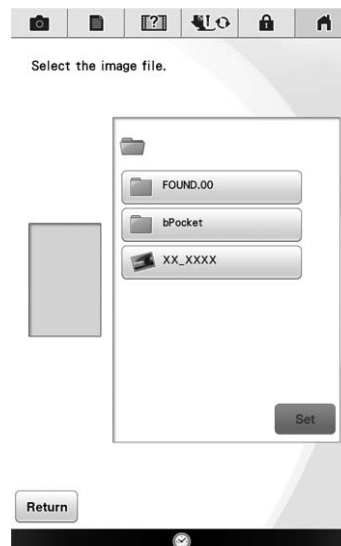 Select the image file.
FOUND.00
bPocket
XX_XXXX
Set
Return